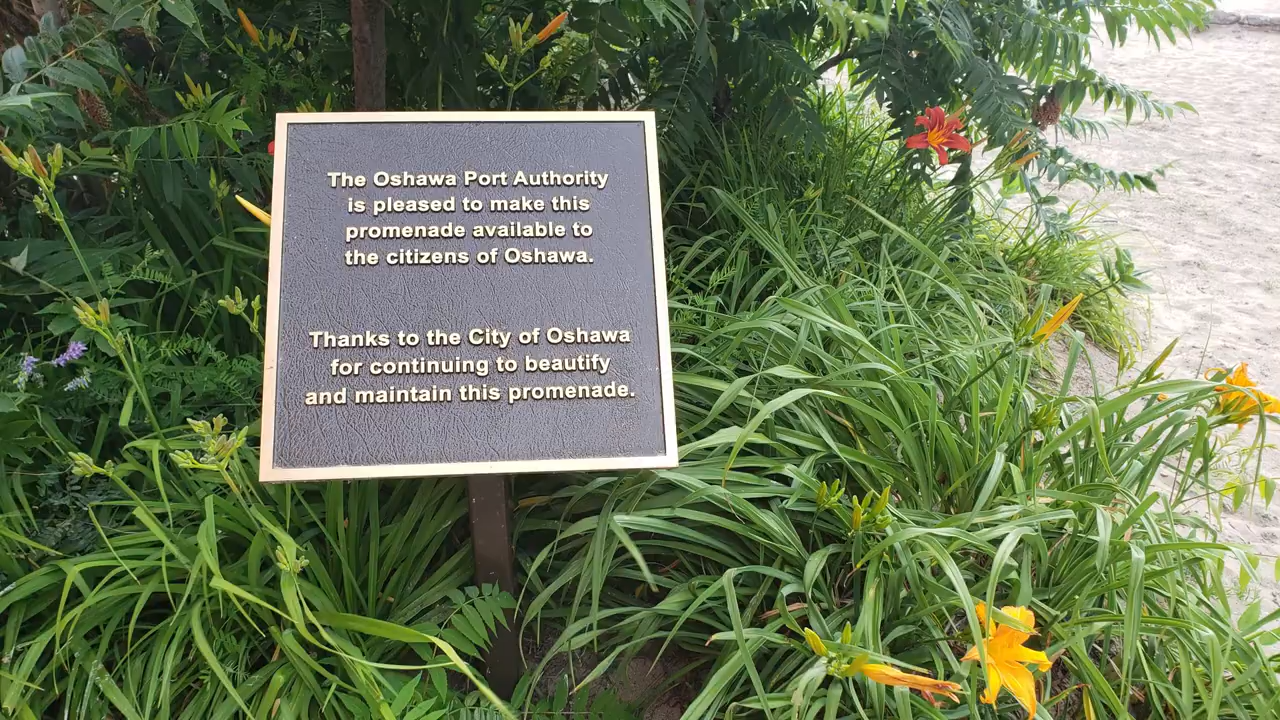 The Oshawa Port Authority
is pleased to make this
promenade available to
the citizens of Oshawa.
Thanks to the City of Oshawa
for continuing to beautify
and maintain this promenade.